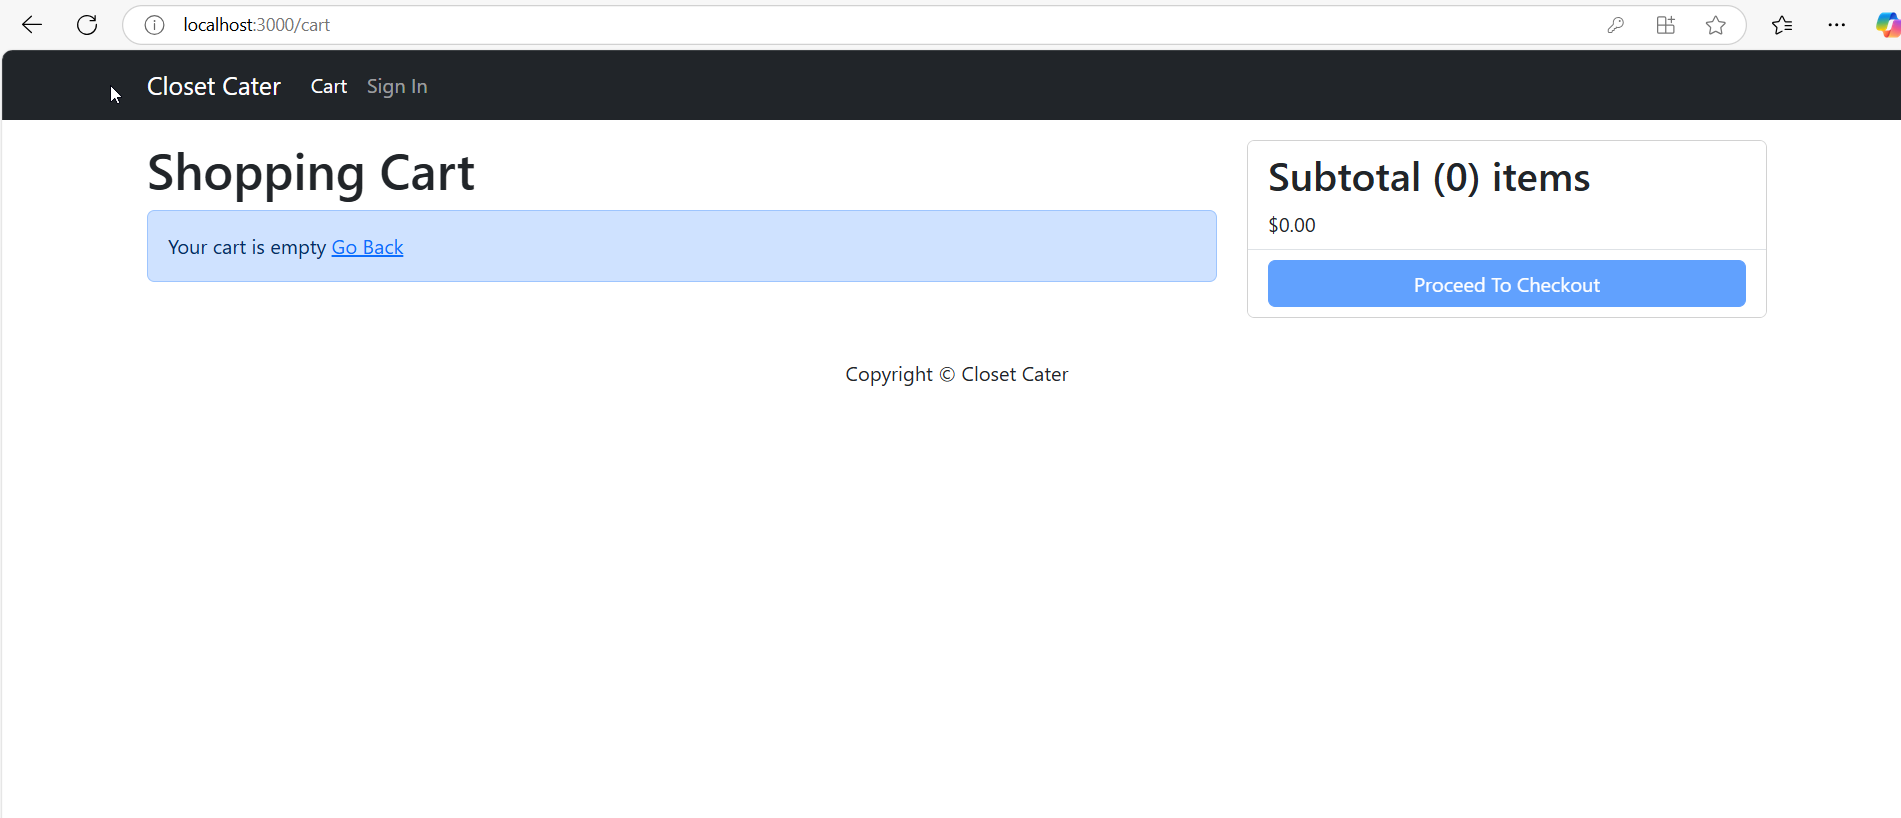 localhost:3000/cart
Closet Cater Cart Sign In
Shopping Cart
Your cart is empty Go Back
Subtotal (0) items
$0.00
Proceed To Checkout
Copyright © Closet Cater